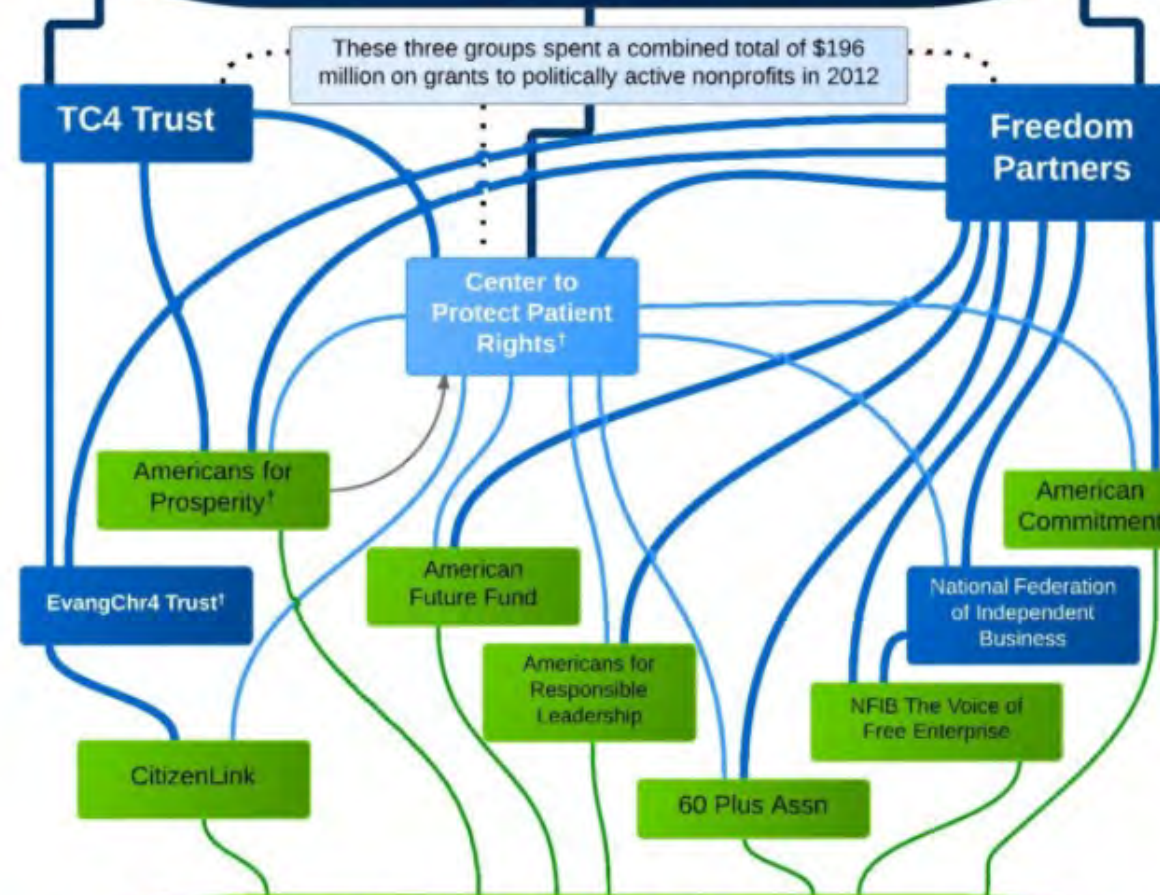 These three groups spent a combined total of $196
million on grants to politically active nonprofits in 2012
TC4 Trust
Freedom
Partners
Center to
Protect Patient
Rights†
Americans for
Prosperity†
American
Commitment
American
Future Fund
EvangChr4 Trust†
National Federation
of Independent
Business
Americans for
Responsible
Leadership
NFIB The Voice of
Free Enterprise
CitizenLink
60 Plus Assn